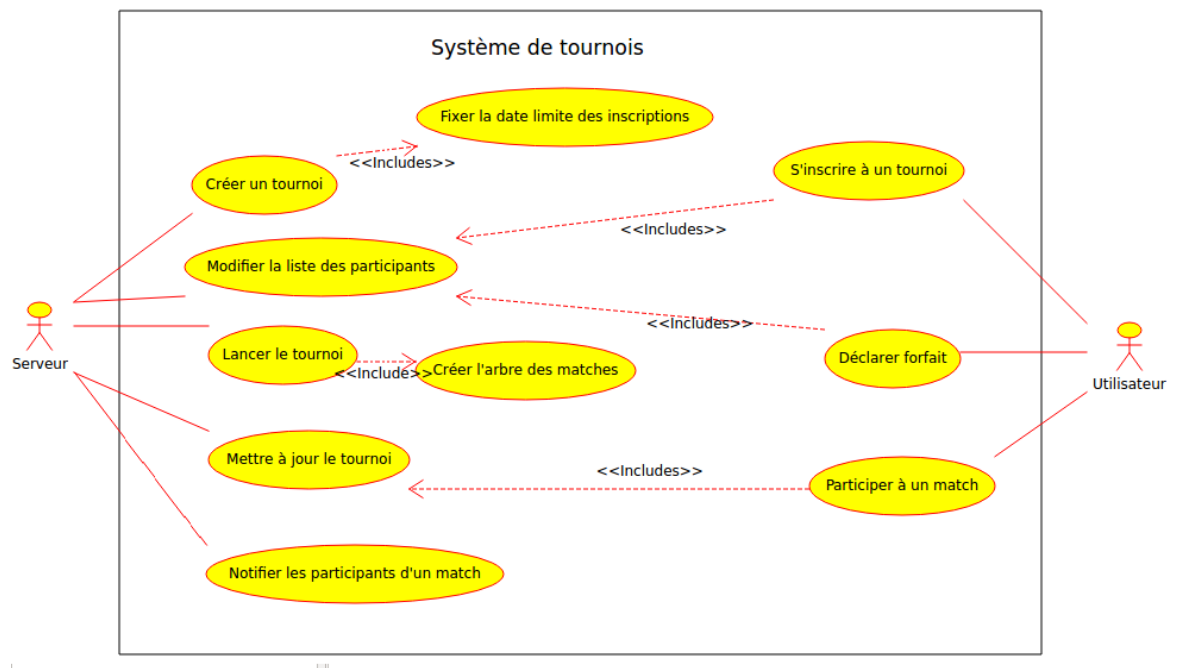 Système de tournois
Fixer la date limite des inscriptions
<<Includes>>
Créer un tournoi
S'inscrire à un tournoi
<<Includes>>
Modifier la liste des participants
<<Includes>>
Lancer le tournoi
<<Include>>
Créer l'arbre des matches
Déclarer forfait
Serveur
Utilisateur
Mettre à jour le tournoi
<<Includes>>
Participer à un match
Notifier les participants d'un match